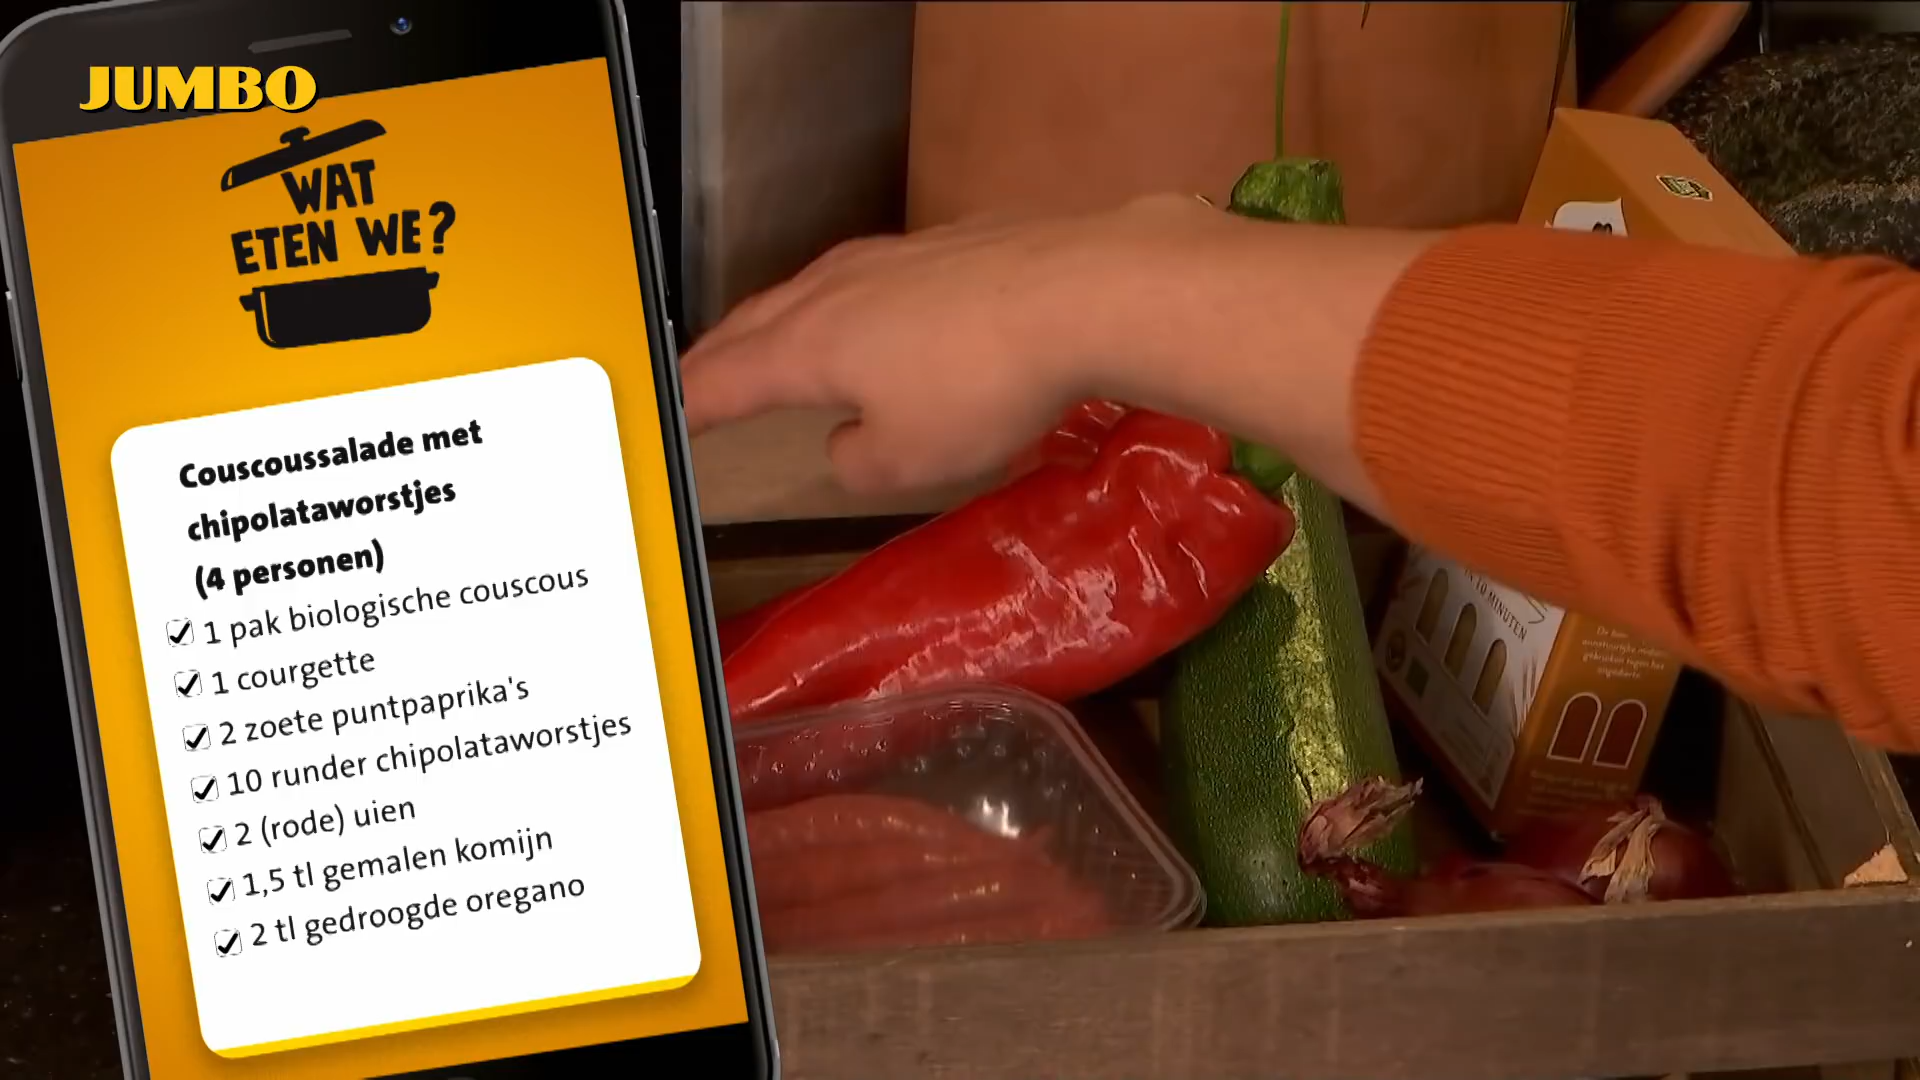 JUMBO
WAT
ETEN WE?
Couscoussalade met
chipolataworstjes
(4 personen)
1 pak biologische couscous
1 courgette
2 zoete puntpaprika's
10 runder chipolataworstjes
2 (rode) uien
1,5 tl gemalen komijn
2 tl gedroogde oregano
IN 10 MINUTEN